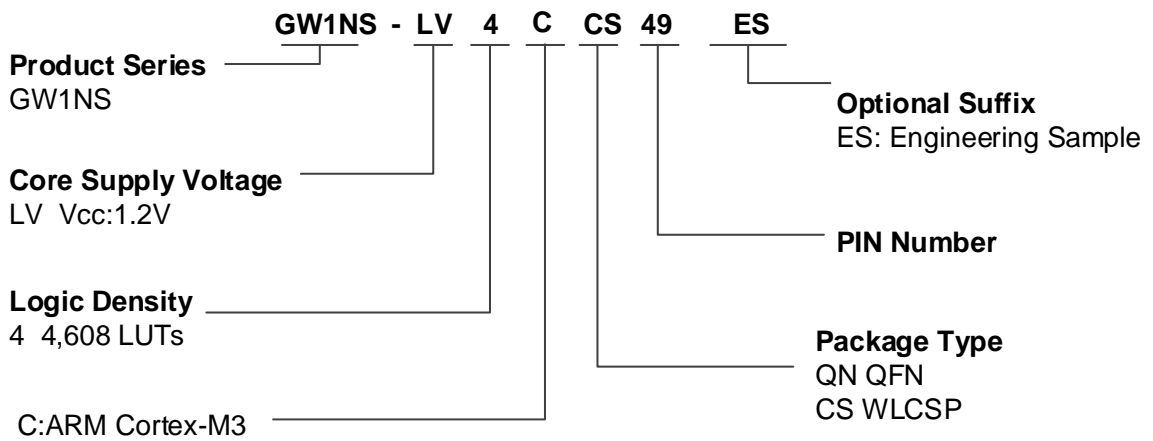 GW1NS - LV 4 C CS 49 ES
Product Series
GW1NS
Optional Suffix
ES: Engineering Sample
Core Supply Voltage
LV Vcc:1.2V
PIN Number
Logic Density
4 4,608 LUTs
Package Type
QN QFN
CS WLCSP
C:ARM Cortex-M3